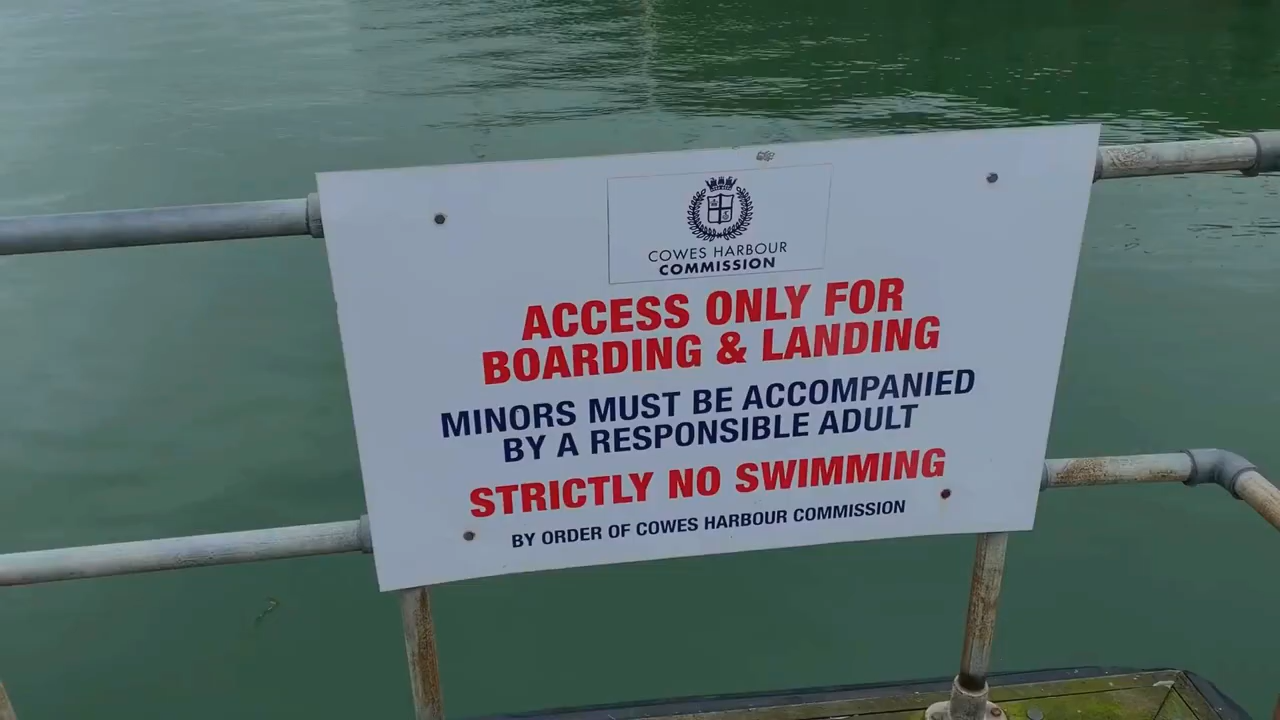 COWES HARBOUR
COMMISSION
ACCESS ONLY FOR
BOARDING & LANDING
MINORS MUST BE ACCOMPANIED
BY A RESPONSIBLE ADULT
STRICTLY NO SWIMMING
BY ORDER OF COWES HARBOUR COMMISSION